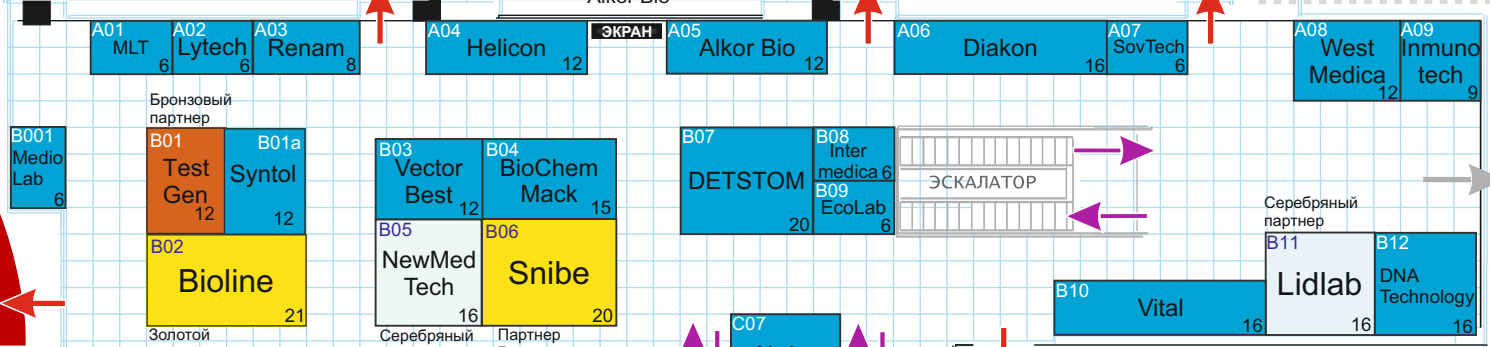 Alkor Bio
A01
MLT
6
A02
Lytech
6
A03
Renam
8
A04
Helicon
12
ЭКРАН
A05
Alkor Bio
12
A06
Diakon
16
A07
SovTech
6
A08
West
Medica
12
A09
Inmuno
tech
9
Бронзовый
партнер
B001
Medio
Lab
6
B01
Test
Gen
12
B01a
Syntol
12
B03
Vector
Best
12
B04
BioChem
Mack
15
B07
DETSTOM
20
B08
Inter
medica 6
B09
EcoLab
6
ЭСКАЛАТОР
B02
Bioline
21
Золотой
B05
NewMed
Tech
16
Серебряный
B06
Snibe
20
Партнер
Серебряный
партнер
B10
Vital
16
B11
Lidlab
16
B12
DNA
Technology
16
C07